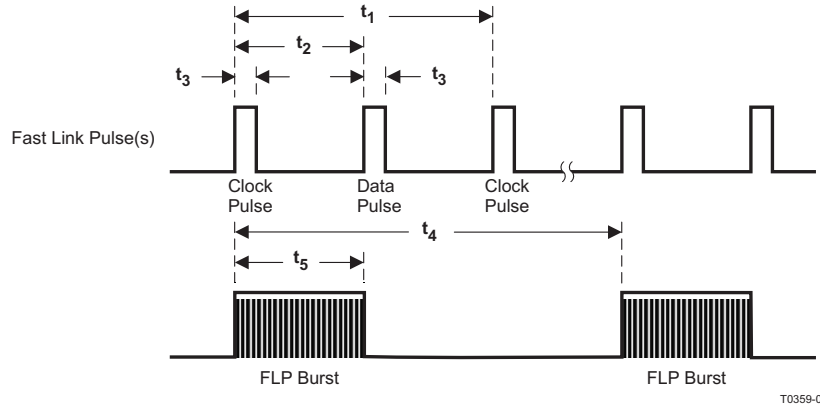 t1
t2
t3
t3
Fast Link Pulse(s)
Clock
Pulse
Data
Pulse
Clock
Pulse
t4
t5
FLP Burst
FLP Burst